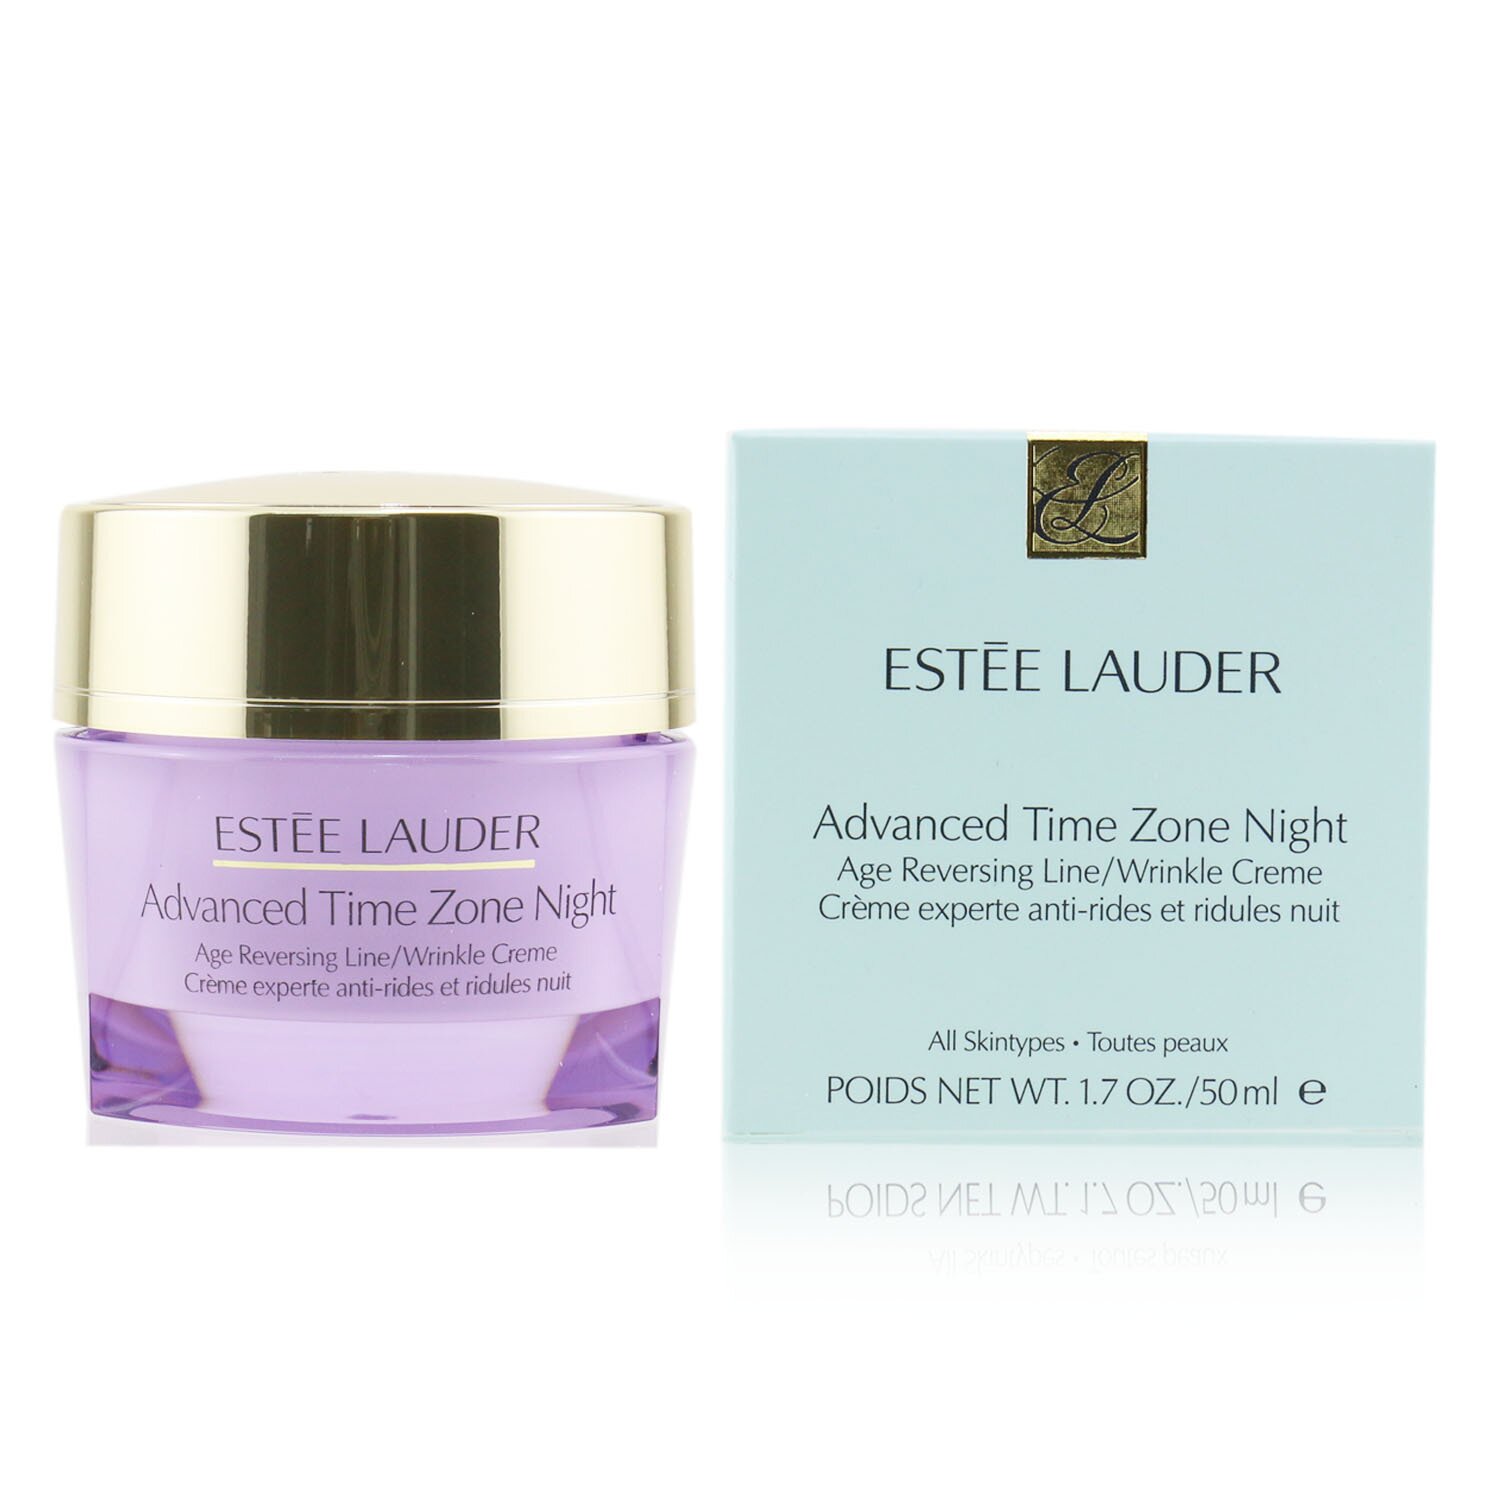 ESTĒE LAUDER
Advanced Time Zone Night
Age Reversing Line/Wrinkle Creme
Crème experte anti-rides et ridules nuit
EL
ESTĒE LAUDER
Advanced Time Zone Night
Age Reversing Line/Wrinkle Creme
Crème experte anti-rides et ridules nuit
All Skintypes • Toutes peaux
POIDS NET WT. 1.7 OZ./50 ml ℮